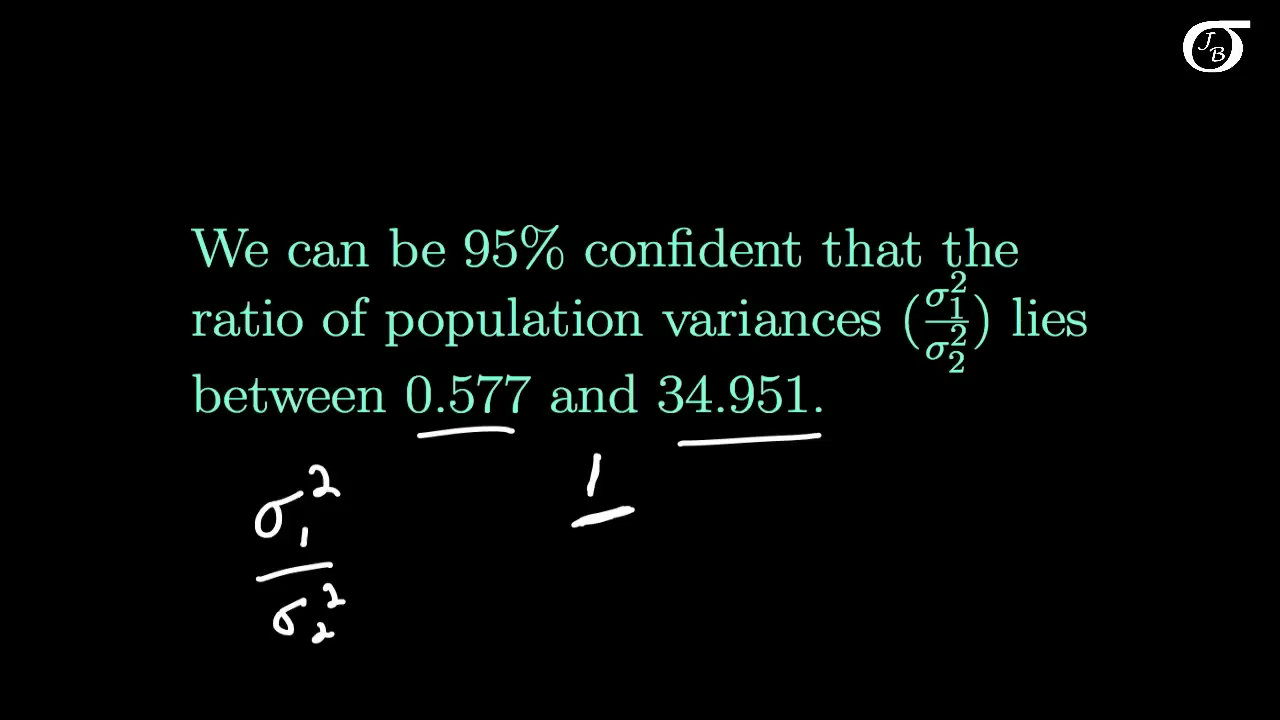 σ J B
We can be 95% confident that the
ratio of population variances (σ₁²/σ₂²) lies
between 0.577 and 34.951.
σ₁²/σ₂² 1